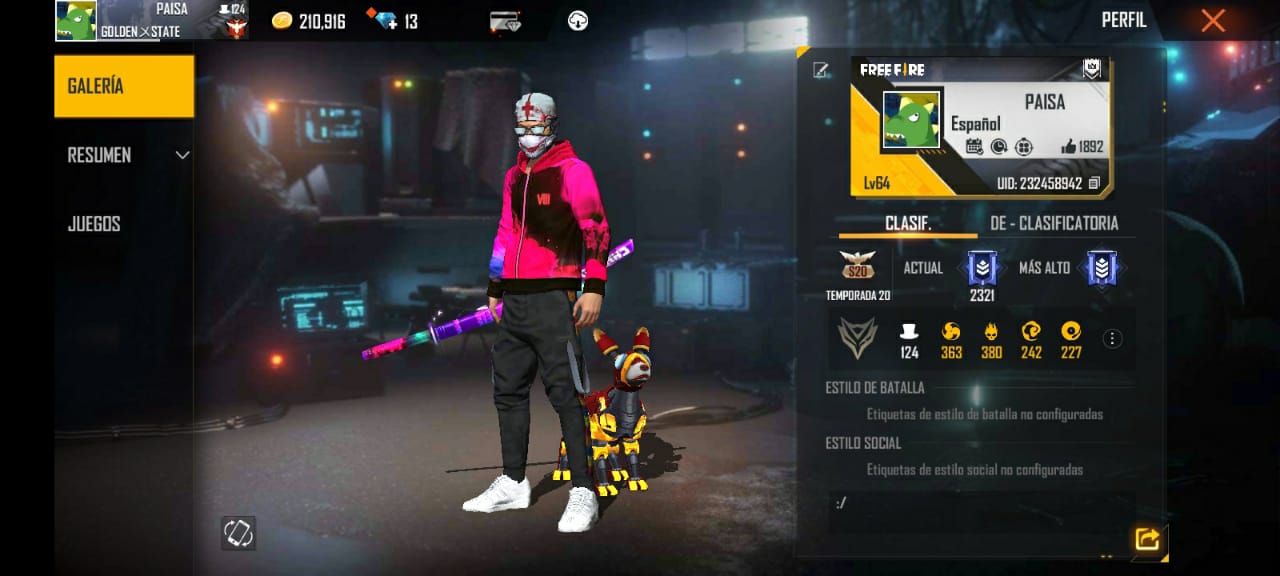 PAISA
124
GOLDEN×STATE
210,916
13
PERFIL
GALERÍA
RESUMEN
JUEGOS
VIII
FREE FIRE
PAISA
Español
1892
Lv64
UID: 232458942
CLASIF.
DE - CLASIFICATORIA
S20
TEMPORADA 20
ACTUAL
2321
MÁS ALTO
124
363
380
242
227
ESTILO DE BATALLA
Etiquetas de estilo de batalla no configuradas
ESTILO SOCIAL
Etiquetas de estilo social no configuradas
:/